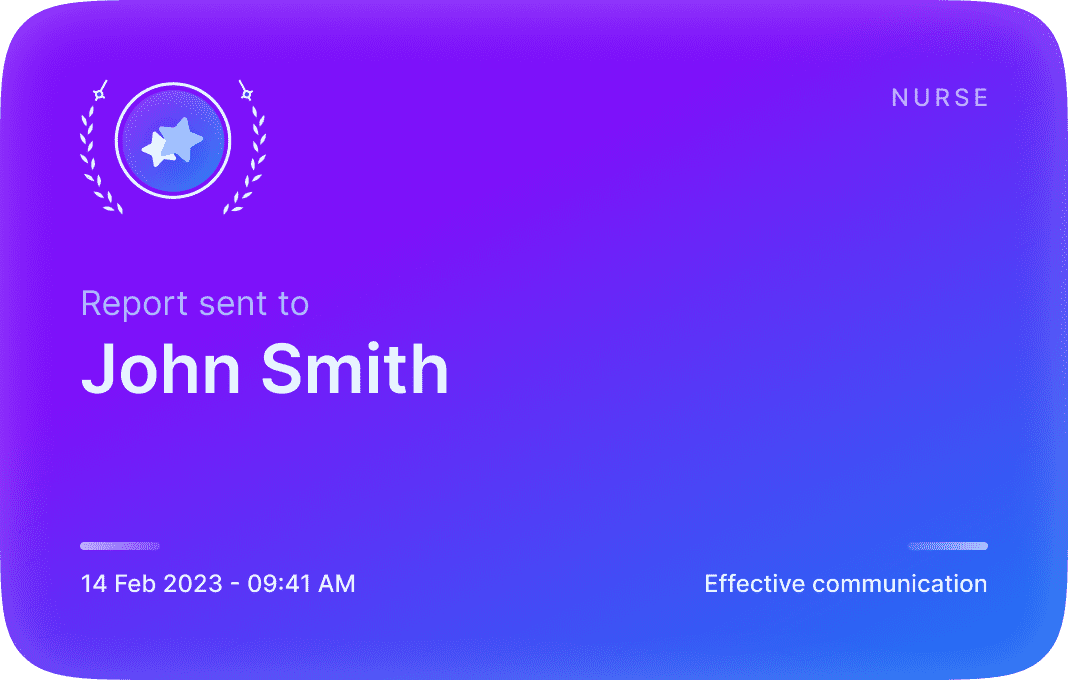 NURSE
Report sent to
John Smith
14 Feb 2023 - 09:41 AM
Effective communication